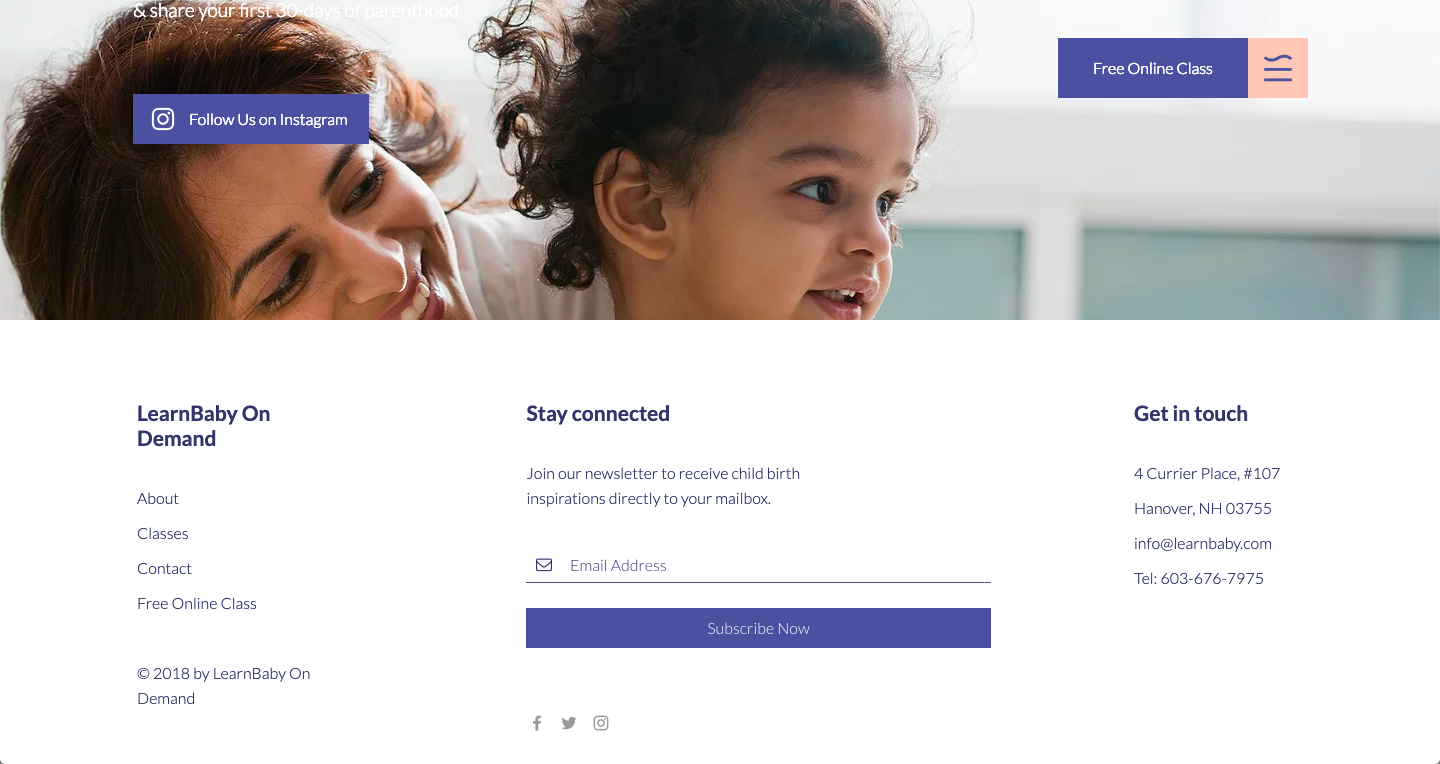 & share your first 30-days of parenthood.
Free Online Class
Follow Us on Instagram
LearnBaby On
Demand
About
Classes
Contact
Free Online Class
© 2018 by LearnBaby On
Demand
Stay connected
Join our newsletter to receive child birth
inspirations directly to your mailbox.
Email Address
Subscribe Now
Get in touch
4 Currier Place, #107
Hanover, NH 03755
info@learnbaby.com
Tel: 603-676-7975